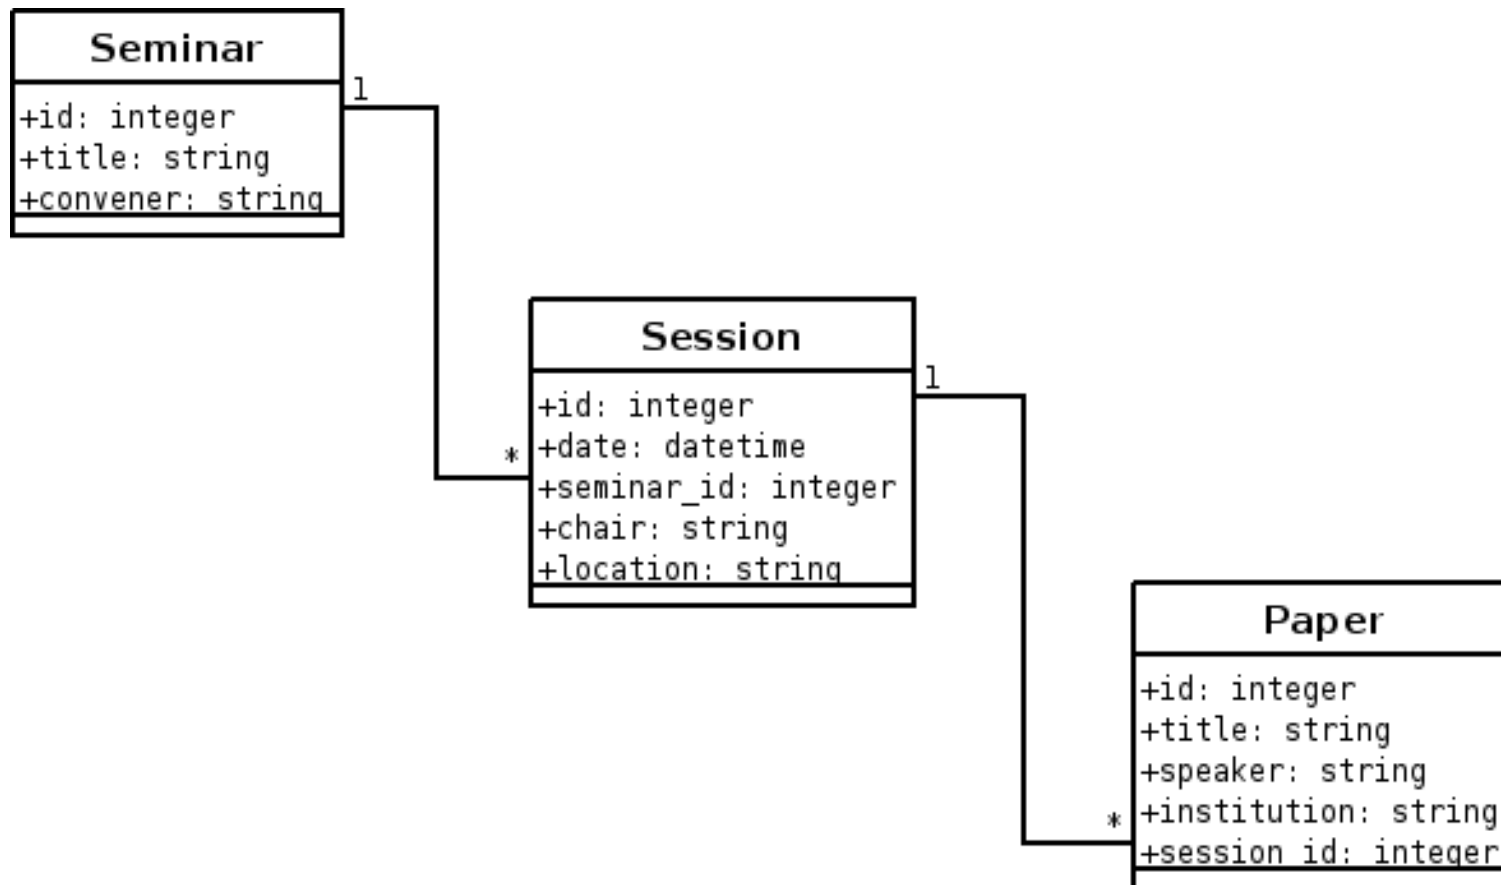 Seminar
1
+id: integer
+title: string
+convener: string
Session
1
+id: integer
+date: datetime
*
+seminar_id: integer
+chair: string
+location: string
Paper
+id: integer
+title: string
+speaker: string
+institution: string
*
+session_id: integer